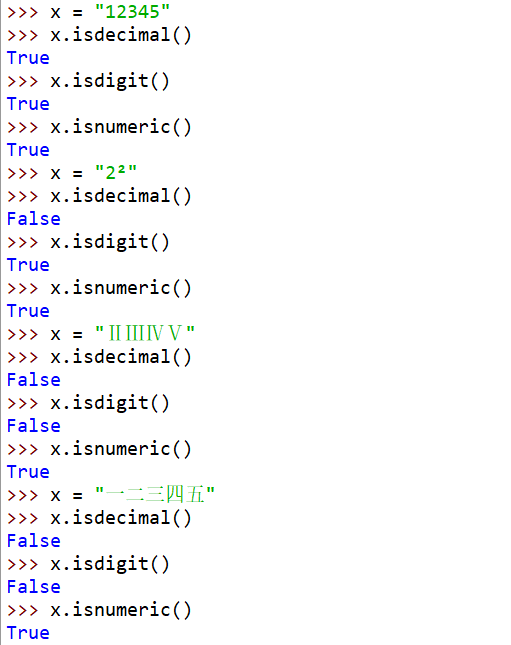 >>> x = "12345"
>>> x.isdecimal()
True
>>> x.isdigit()
True
>>> x.isnumeric()
True
>>> x = "2²"
>>> x.isdecimal()
False
>>> x.isdigit()
True
>>> x.isnumeric()
True
>>> x = "ⅡⅢⅣⅤ"
>>> x.isdecimal()
False
>>> x.isdigit()
False
>>> x.isnumeric()
True
>>> x = "一二三四五"
>>> x.isdecimal()
False
>>> x.isdigit()
False
>>> x.isnumeric()
True